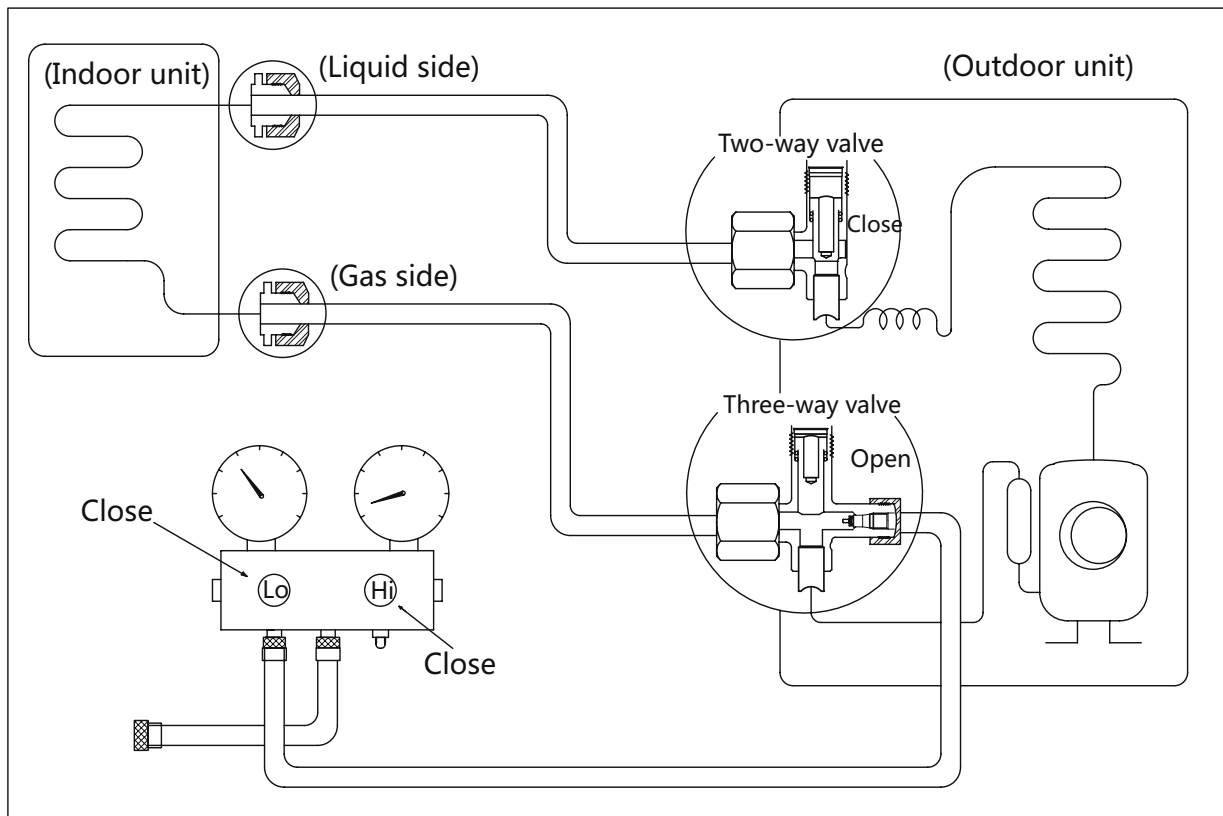 (Indoor unit)
(Liquid side)
(Outdoor unit)
Two-way valve
Close
(Gas side)
Three-way valve
Open
Close
Lo
Hi
Close